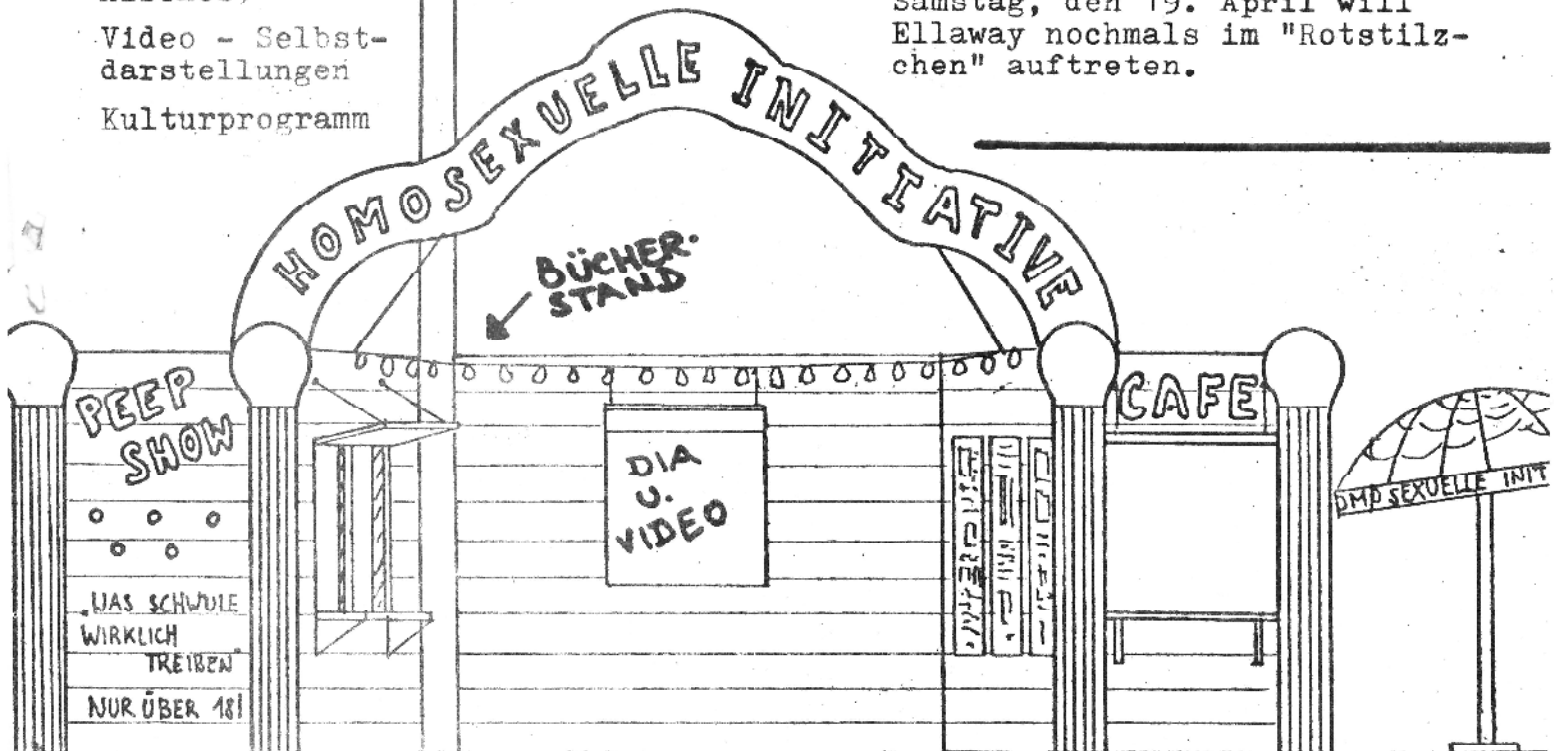 Video - Selbst-
darstellungen
Kulturprogramm
Samstag, den 19. April will
Ellaway nochmals im "Rotstilz-
chen" auftreten.
HOMOSEXUELLE INITIATIVE
BÜCHER-
STAND
PEEP
SHOW
DIA
U.
VIDEO
CAFE
OMOSEXUELLE INIT
„WAS SCHWULE
WIRKLICH
TREIBEN"
NUR ÜBER 18!